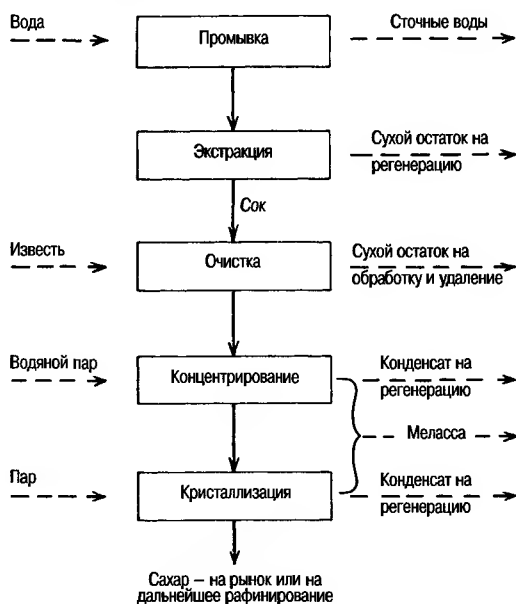 Вода
Промывка
Сточные воды
Экстракция
Сухой остаток на
регенерацию
Сок
Известь
Очистка
Сухой остаток на
обработку и удаление
Водяной пар
Концентрирование
Конденсат на
регенерацию
Меласса
Пар
Кристаллизация
Конденсат на
регенерацию
Сахар – на рынок или на
дальнейшее рафинирование